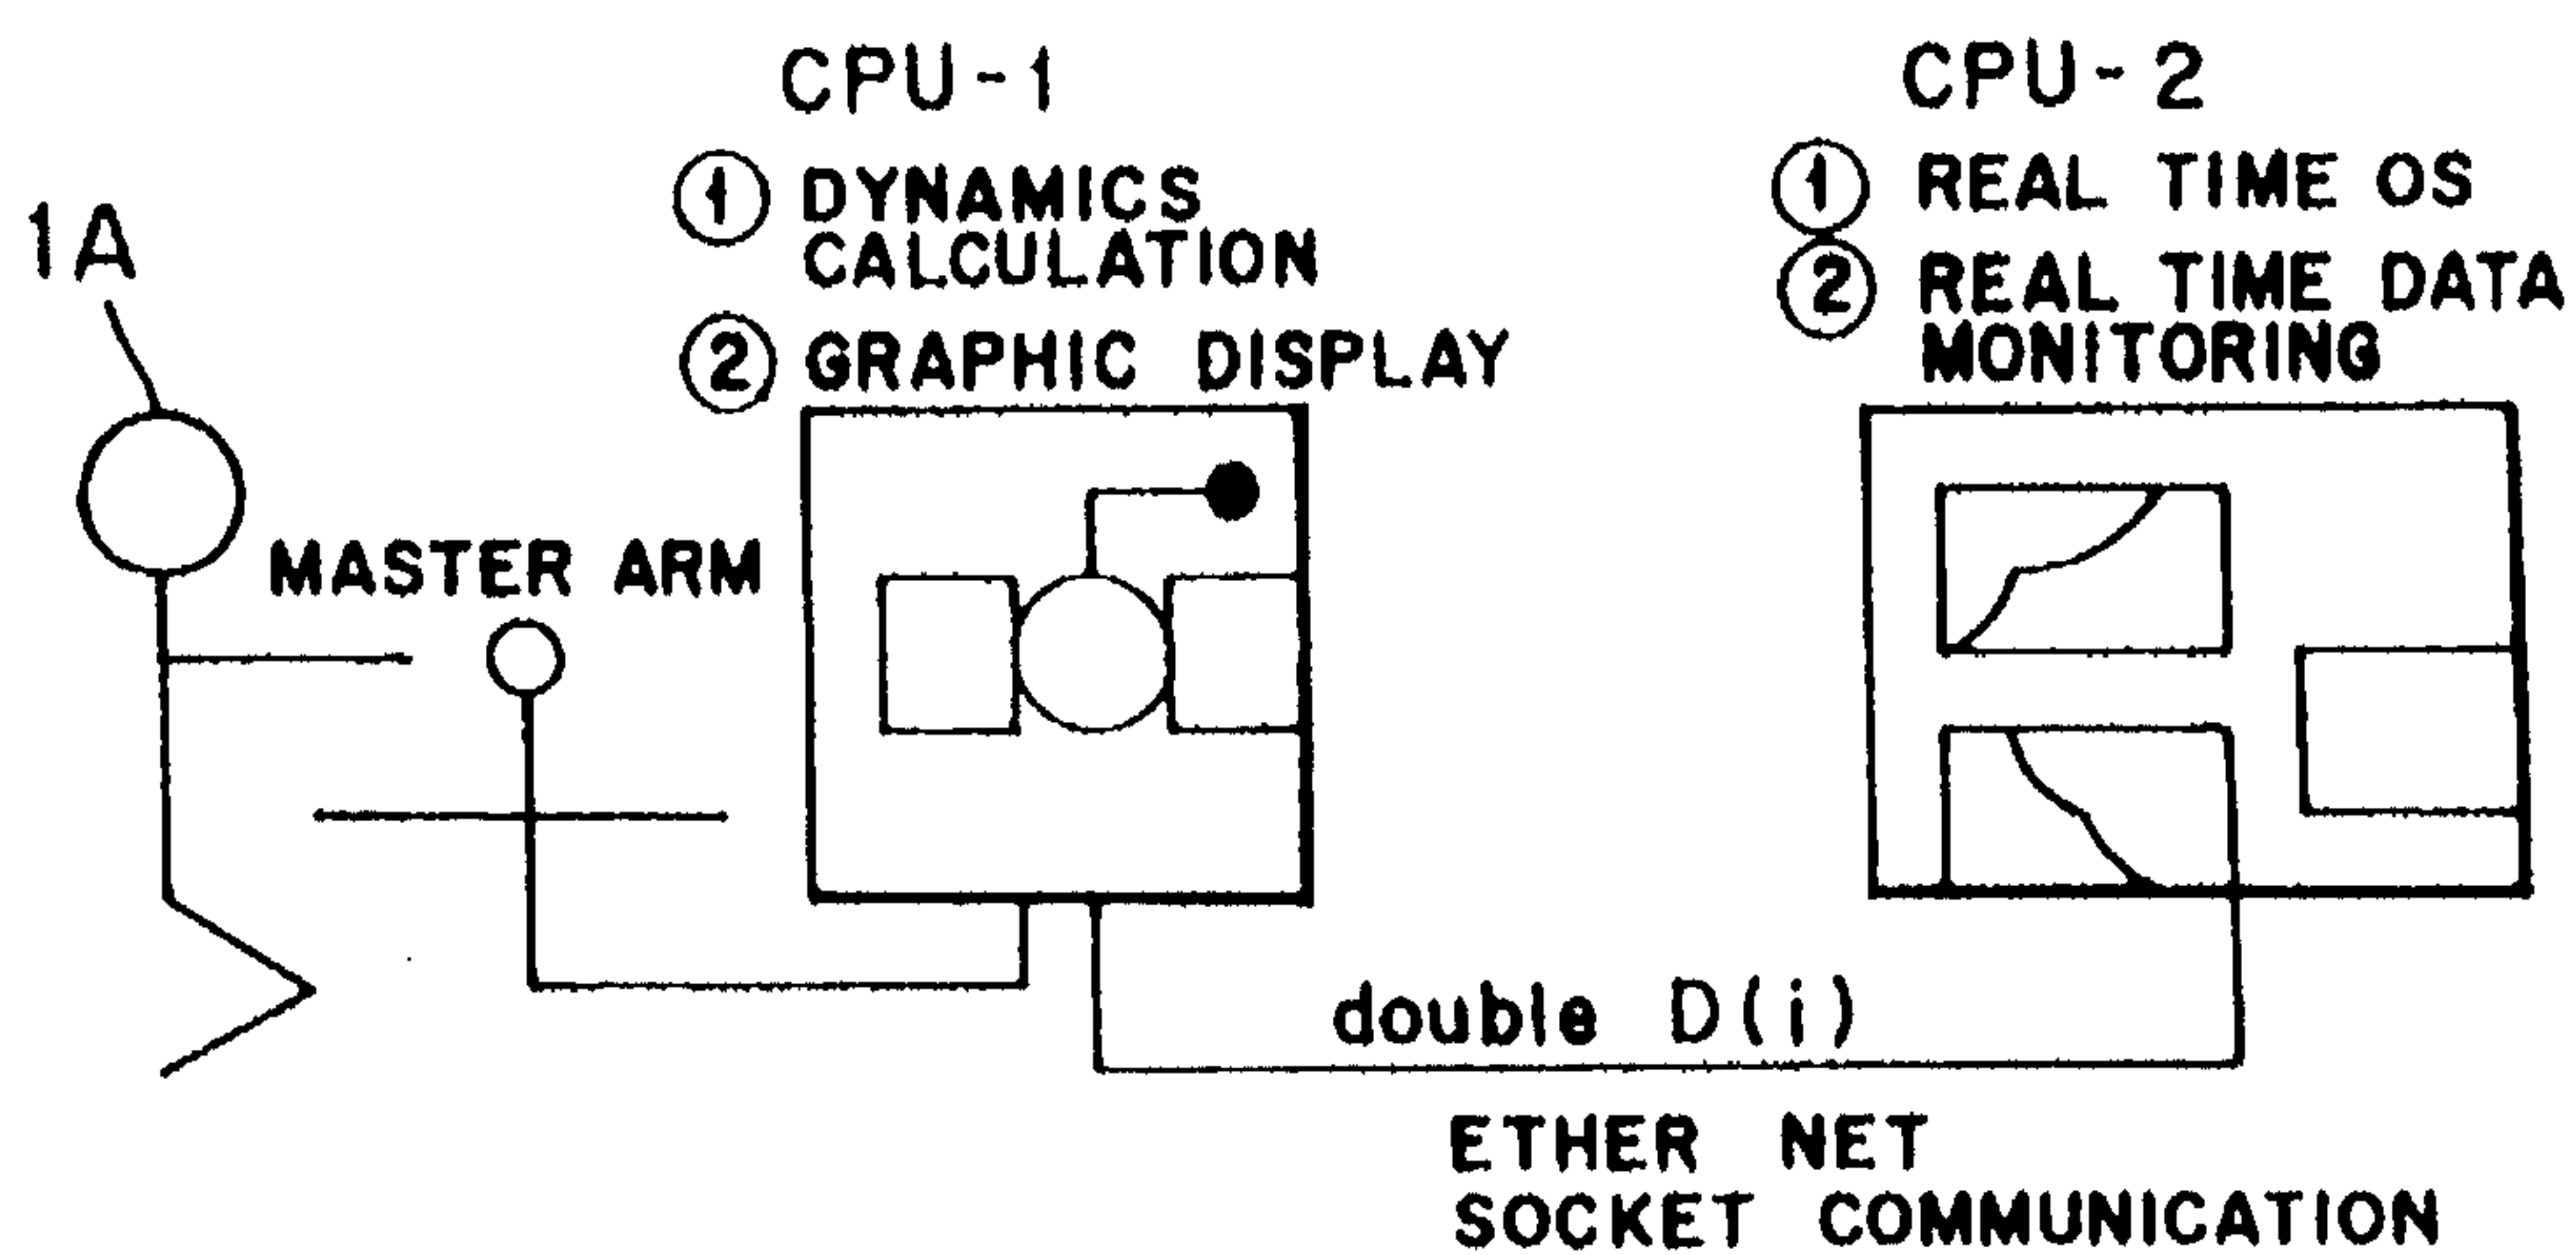 CPU-1
① DYNAMICS
CALCULATION
② GRAPHIC DISPLAY
CPU-2
① REAL TIME OS
② REAL TIME DATA
MONITORING
1A
MASTER ARM
double D(i)
ETHER NET
SOCKET COMMUNICATION